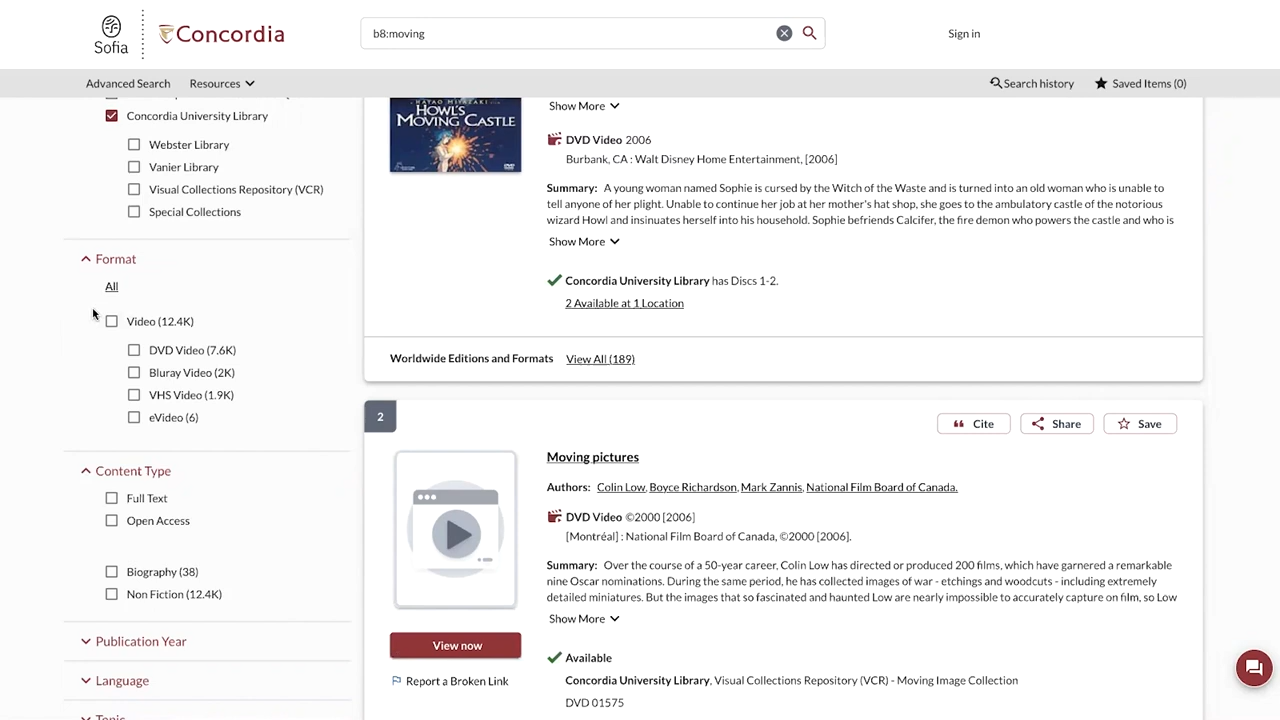 Sofia
Concordia
b8:moving
Sign in
Advanced Search
Resources
Search history
Saved Items (0)
Concordia University Library
Webster Library
Vanier Library
Visual Collections Repository (VCR)
Special Collections
Format
All
Video (12.4K)
DVD Video (7.6K)
Bluray Video (2K)
VHS Video (1.9K)
eVideo (6)
Content Type
Full Text
Open Access
Biography (38)
Non Fiction (12.4K)
Publication Year
Language
Topic
HAYAO MIYAZAKI
HOWL'S
MOVING CASTLE
Show More
DVD Video 2006
Burbank, CA : Walt Disney Home Entertainment, [2006]
Summary: A young woman named Sophie is cursed by the Witch of the Waste and is turned into an old woman who is unable to
tell anyone of her plight. Unable to continue her job at her mother's hat shop, she goes to the ambulatory castle of the notorious
wizard Howl and insinuates herself into his household. Sophie befriends Calcifer, the fire demon who powers the castle and who is
Show More
Concordia University Library has Discs 1-2.
2 Available at 1 Location
Worldwide Editions and Formats View All (189)
2
Cite
Share
Save
Moving pictures
Authors: Colin Low, Boyce Richardson, Mark Zannis, National Film Board of Canada.
DVD Video ©2000 [2006]
[Montréal] : National Film Board of Canada, ©2000 [2006].
Summary: Over the course of a 50-year career, Colin Low has directed or produced 200 films, which have garnered a remarkable
nine Oscar nominations. During the same period, he has collected images of war - etchings and woodcuts - including extremely
detailed miniatures. But the images that so fascinated and haunted Low are nearly impossible to accurately capture on film, so Low
Show More
View now
Report a Broken Link
Available
Concordia University Library, Visual Collections Repository (VCR) - Moving Image Collection
DVD 01575